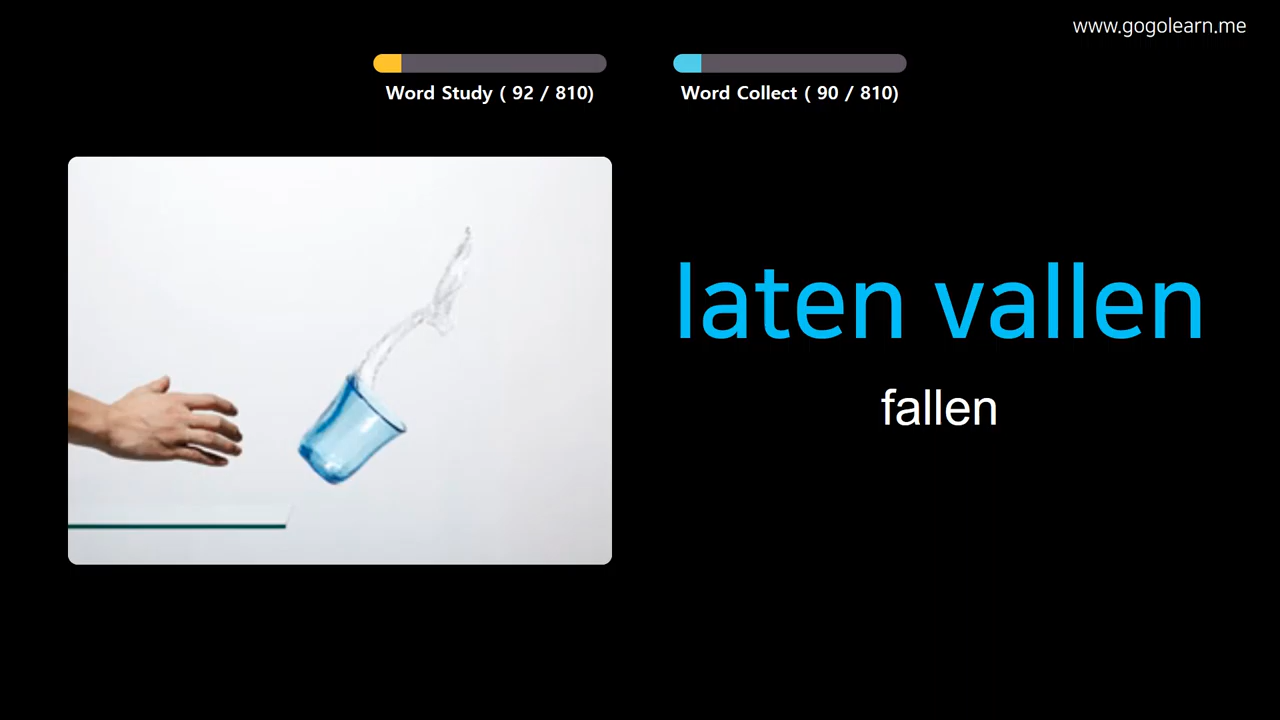 www.gogolearn.me
Word Study ( 92 / 810)
Word Collect ( 90 / 810)
laten vallen
fallen